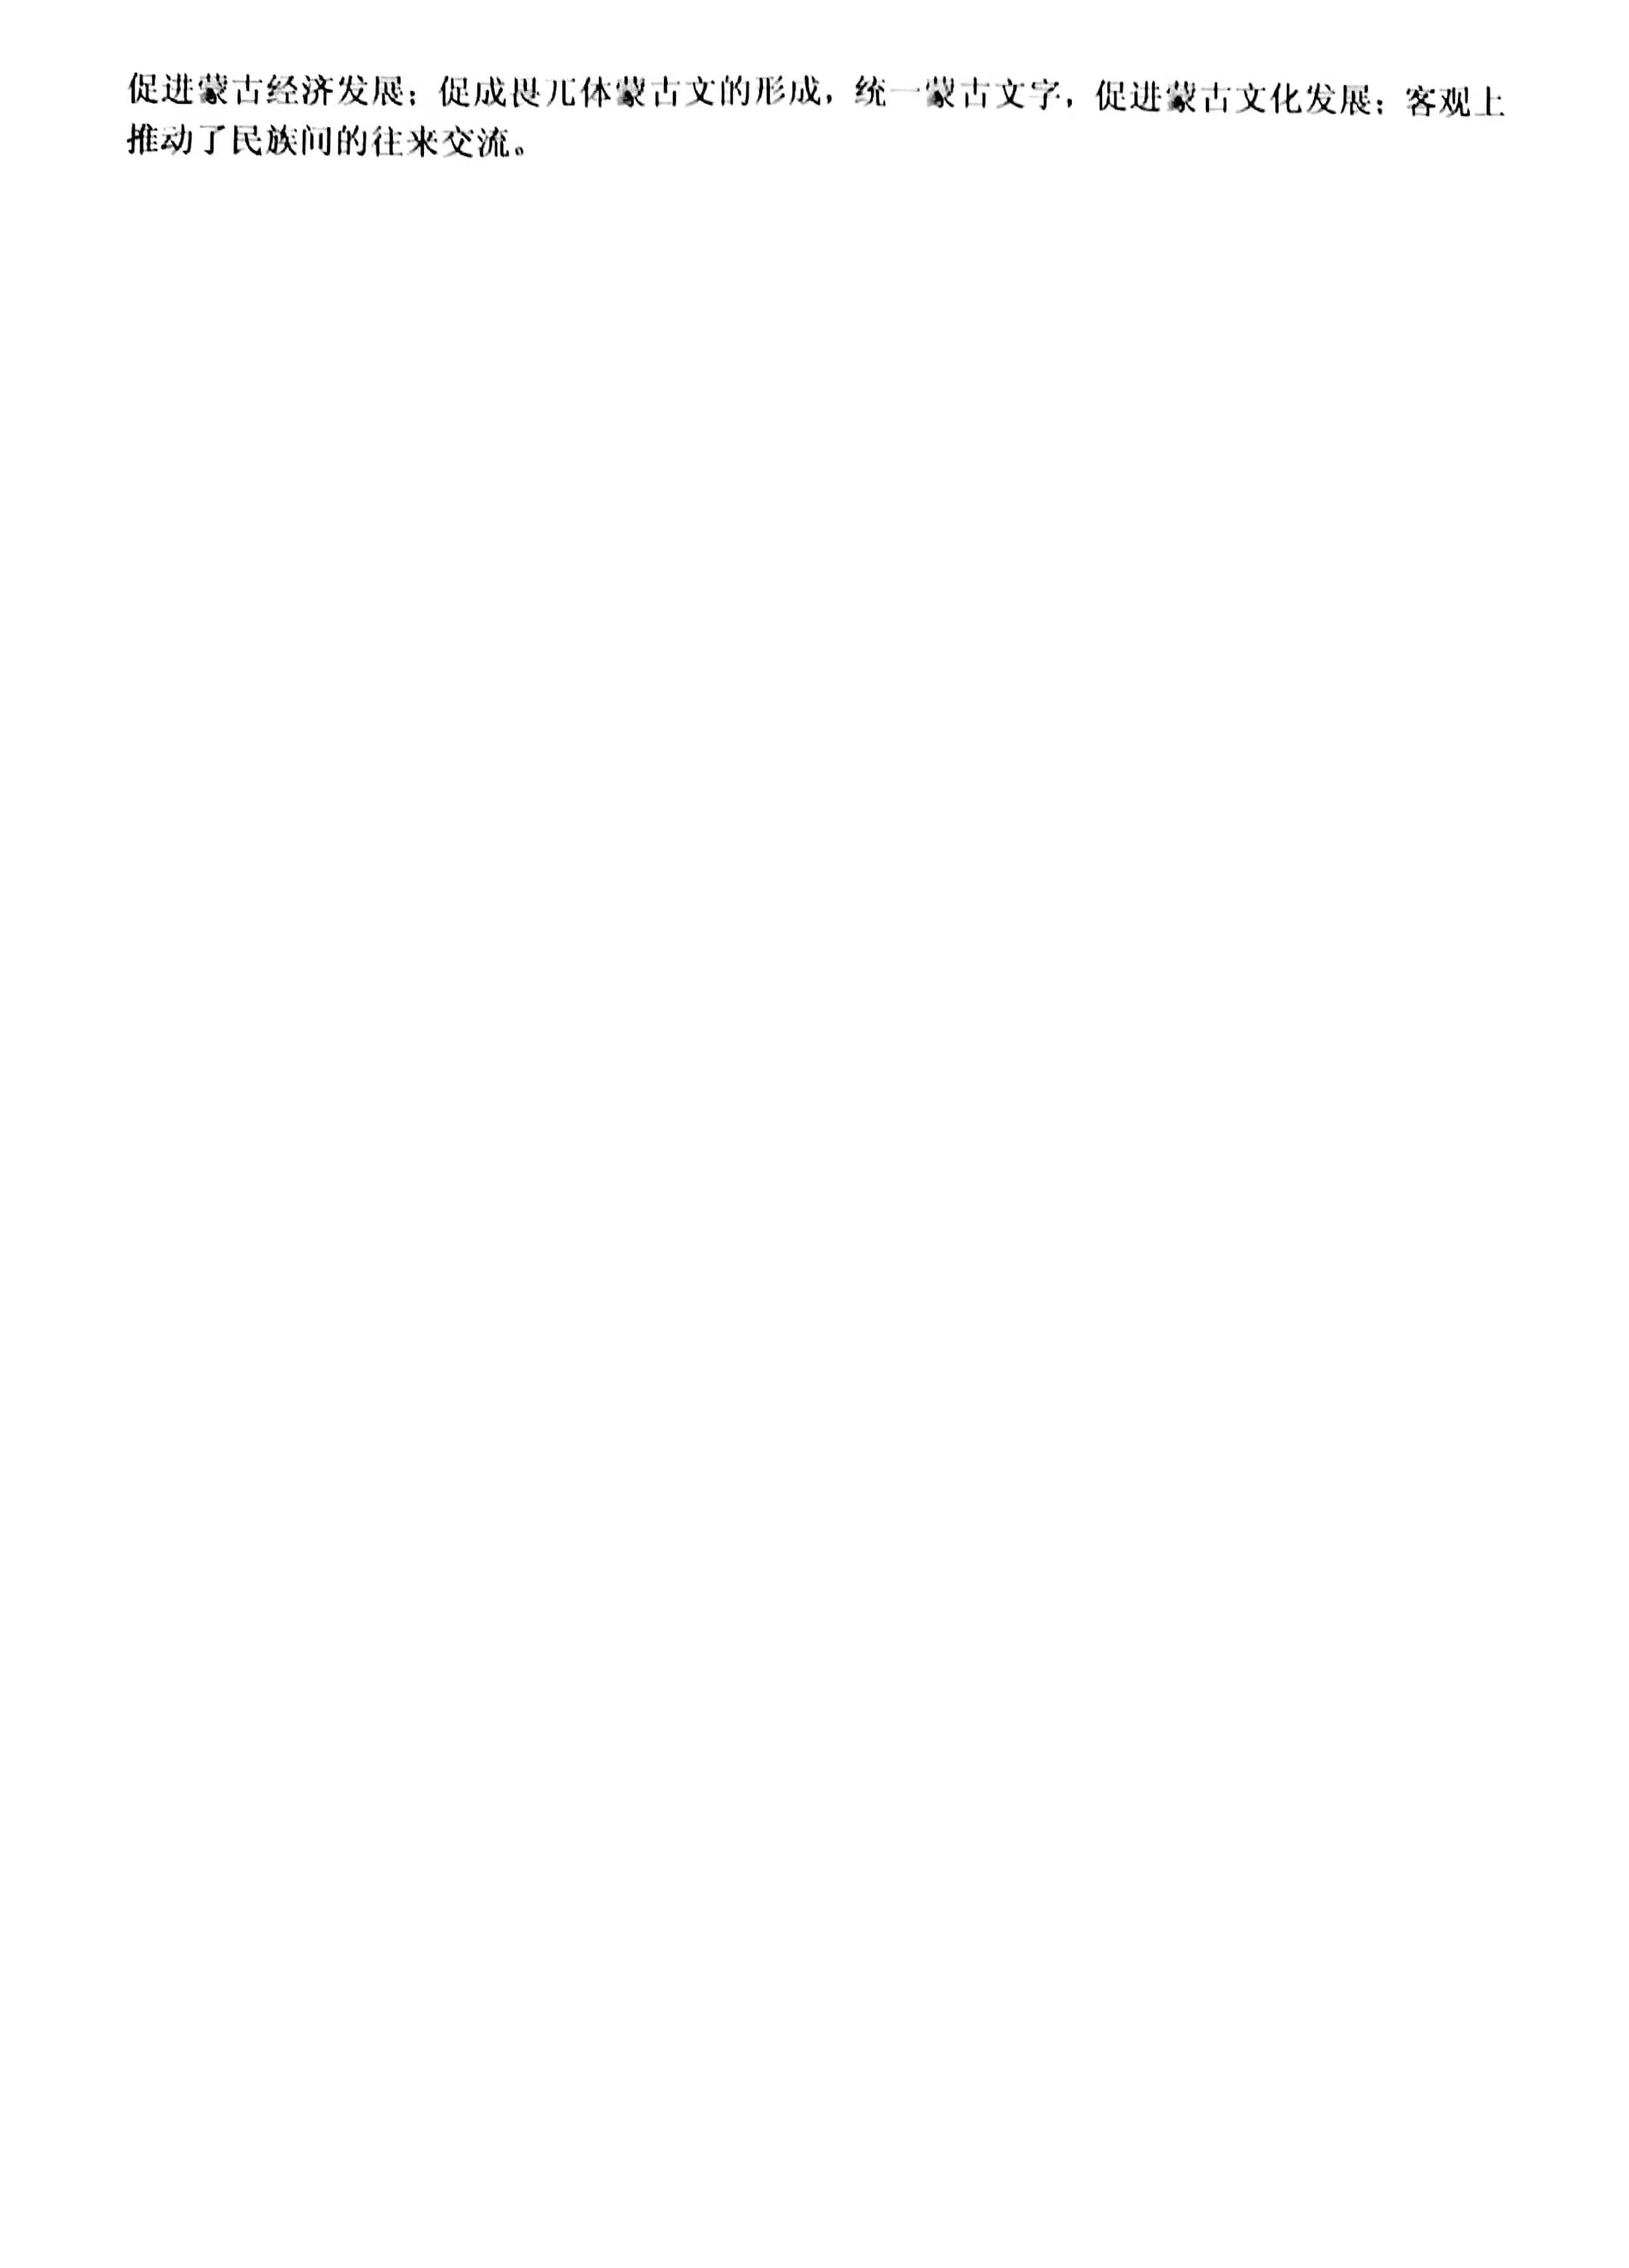 促进蒙古经济发展；促成畏兀体蒙古文的形成，统一蒙古文字，促进蒙古文化发展；客观上
推动了民族间的往来交流。